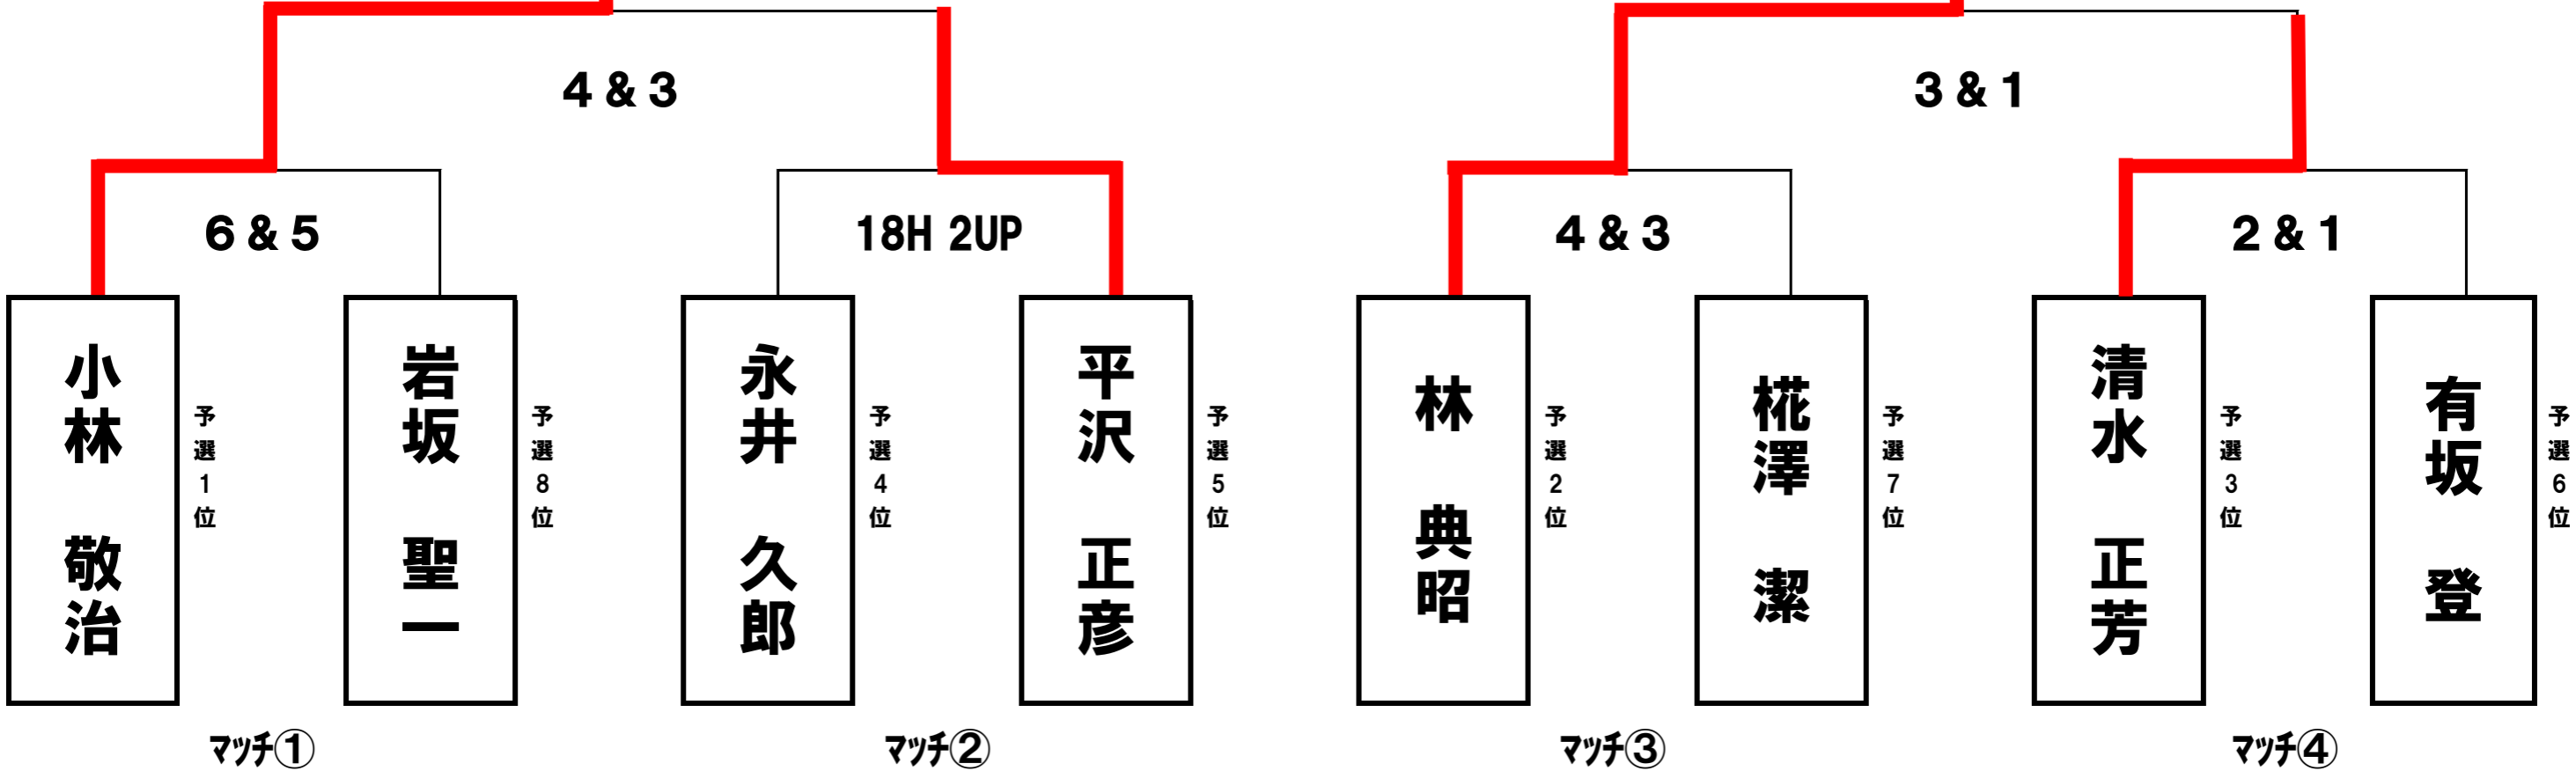 4 & 3
3 & 1
6 & 5
18H 2UP
4 & 3
2 & 1
小林 敬治
予選1位
岩坂 聖一
予選8位
永井 久郎
予選4位
平沢 正彦
予選5位
林 典昭
予選2位
椛澤 潔
予選7位
清水 正芳
予選3位
有坂 登
予選6位
マッチ①
マッチ②
マッチ③
マッチ④